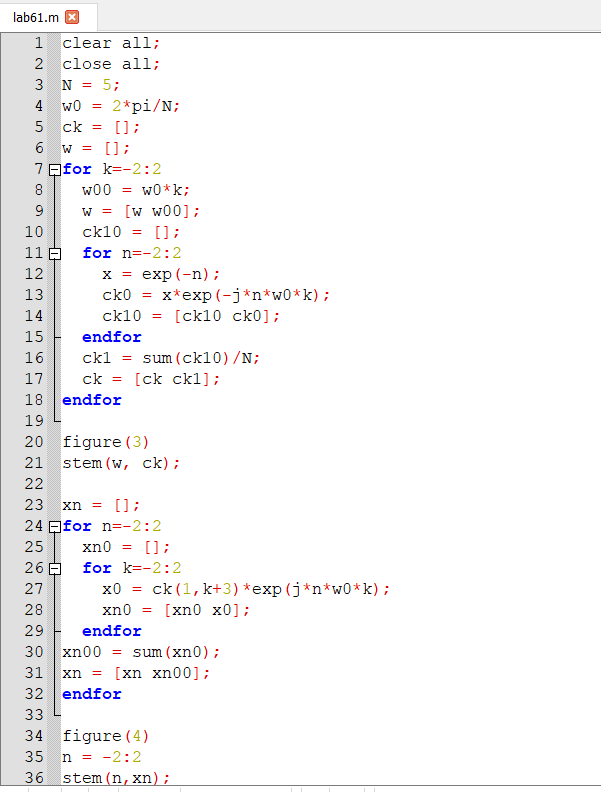 lab61.m
1 clear all;
2 close all;
3 N = 5;
4 w0 = 2*pi/N;
5 ck = [];
6 w = [];
7 for k=-2:2
8   w00 = w0*k;
9   w = [w w00];
10   ck10 = [];
11   for n=-2:2
12     x = exp(-n);
13     ck0 = x*exp(-j*n*w0*k);
14     ck10 = [ck10 ck0];
15   endfor
16   ck1 = sum(ck10)/N;
17   ck = [ck ck1];
18 endfor
19
20 figure(3)
21 stem(w, ck);
22
23 xn = [];
24 for n=-2:2
25   xn0 = [];
26   for k=-2:2
27     x0 = ck(1,k+3)*exp(j*n*w0*k);
28     xn0 = [xn0 x0];
29   endfor
30 xn00 = sum(xn0);
31 xn = [xn xn00];
32 endfor
33
34 figure(4)
35 n = -2:2
36 stem(n,xn);